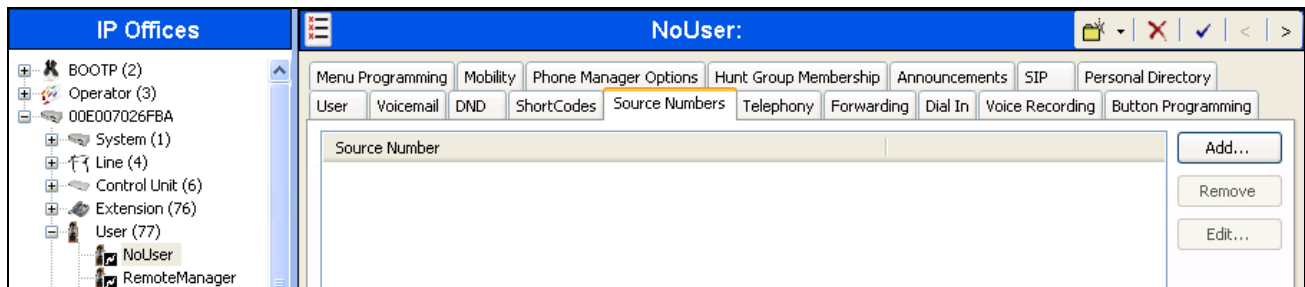 IP Offices
BOOTP (2)
Operator (3)
00E007026FBA
System (1)
Line (4)
Control Unit (6)
Extension (76)
User (77)
NoUser
RemoteManager
NoUser:
Menu Programming Mobility Phone Manager Options Hunt Group Membership Announcements SIP Personal Directory
User Voicemail DND ShortCodes Source Numbers Telephony Forwarding Dial In Voice Recording Button Programming
Source Number
Add...
Remove
Edit...